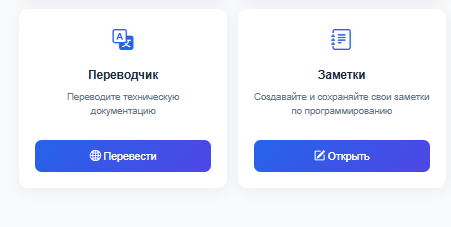 Переводчик
Переводите техническую
документацию
Перевести
Заметки
Создавайте и сохраняйте свои заметки
по программированию
Открыть